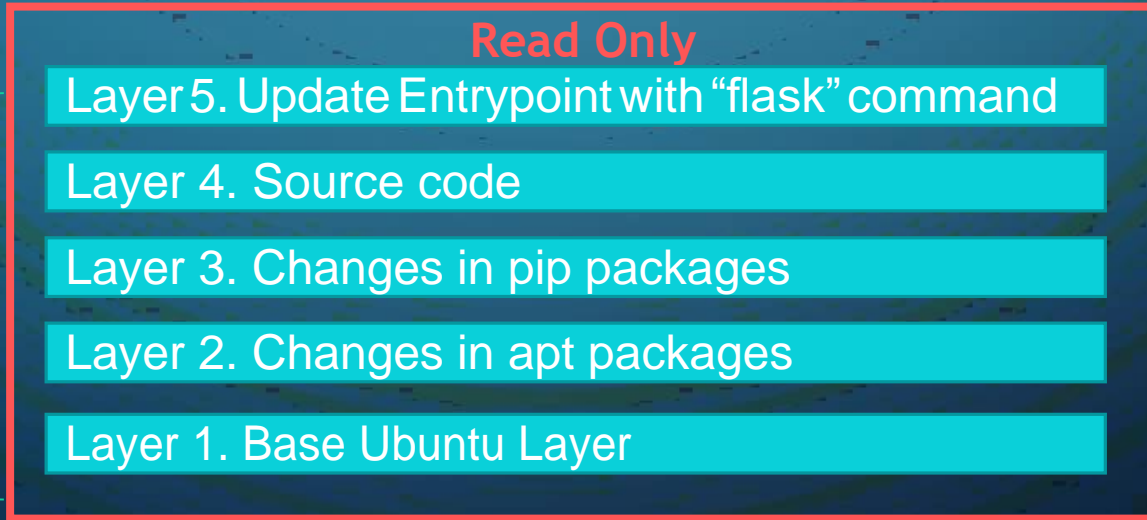 Read Only
Layer 5. Update Entrypoint with “flask” command
Layer 4. Source code
Layer 3. Changes in pip packages
Layer 2. Changes in apt packages
Layer 1. Base Ubuntu Layer